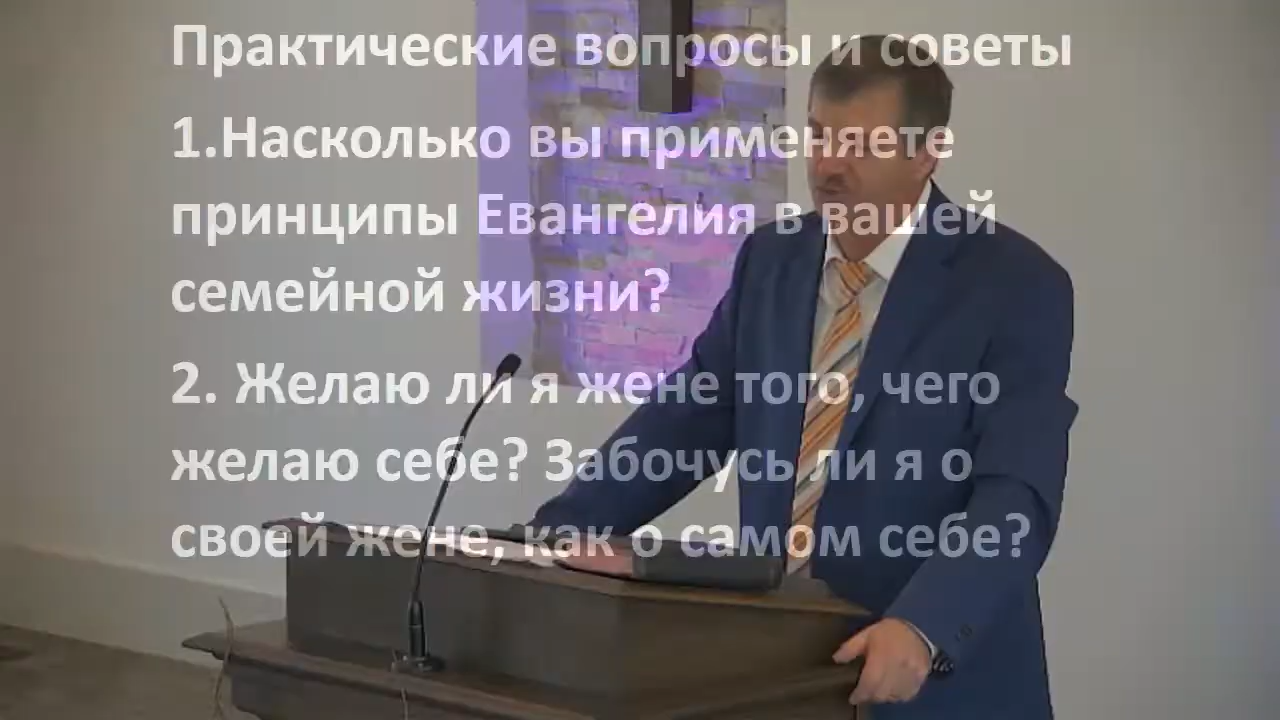 Практические вопросы и советы
1.Насколько вы применяете
принципы Евангелия в вашей
семейной жизни?
2. Желаю ли я жене того, чего
желаю себе? Забочусь ли я о
своей жене, как о самом себе?